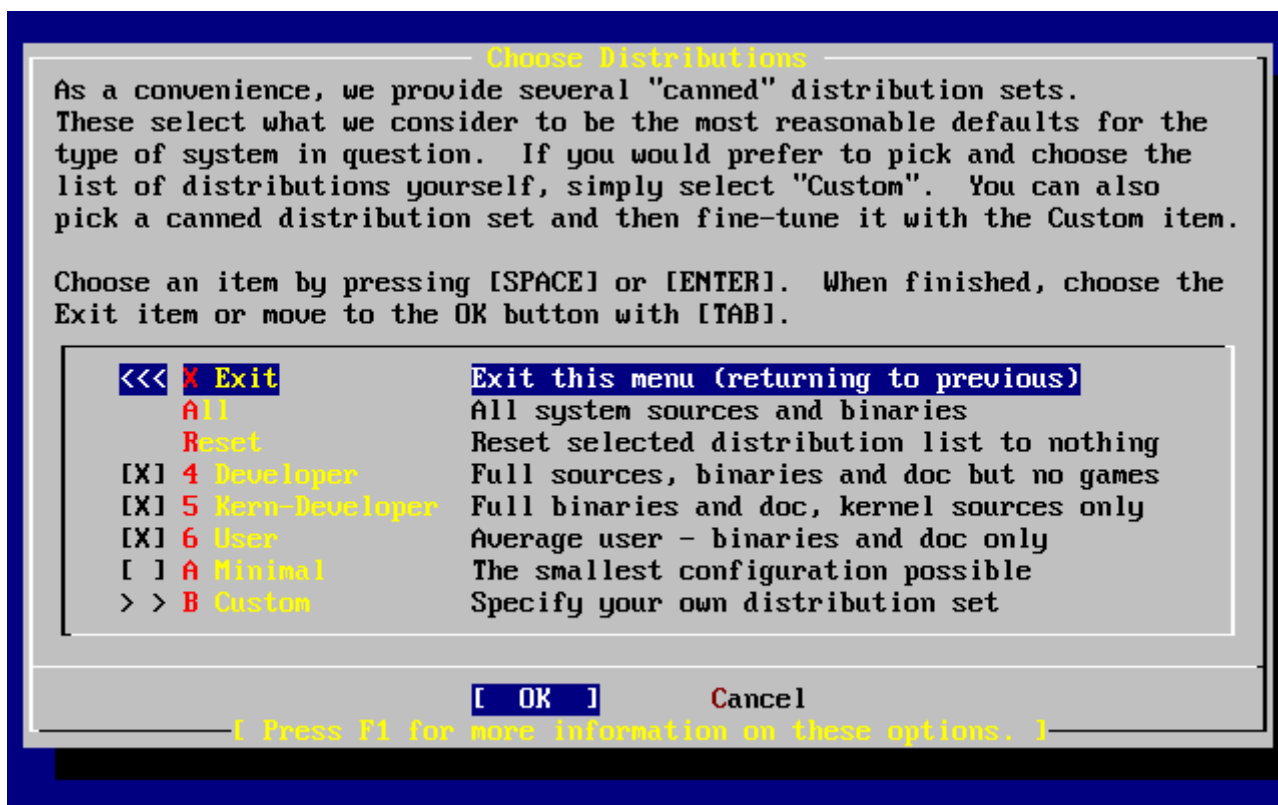 Choose Distributions
As a convenience, we provide several "canned" distribution sets.
These select what we consider to be the most reasonable defaults for the
type of system in question.  If you would prefer to pick and choose the
list of distributions yourself, simply select "Custom".  You can also
pick a canned distribution set and then fine-tune it with the Custom item.
Choose an item by pressing [SPACE] or [ENTER].  When finished, choose the
Exit item or move to the OK button with [TAB].
<<< X Exit Exit this menu (returning to previous)
All All system sources and binaries
Reset Reset selected distribution list to nothing
[X] 4 Developer Full sources, binaries and doc but no games
[X] 5 Kern-Developer Full binaries and doc, kernel sources only
[X] 6 User Average user - binaries and doc only
[ ] A Minimal The smallest configuration possible
> > B Custom Specify your own distribution set
[ OK ] Cancel
[ Press F1 for more information on these options. ]